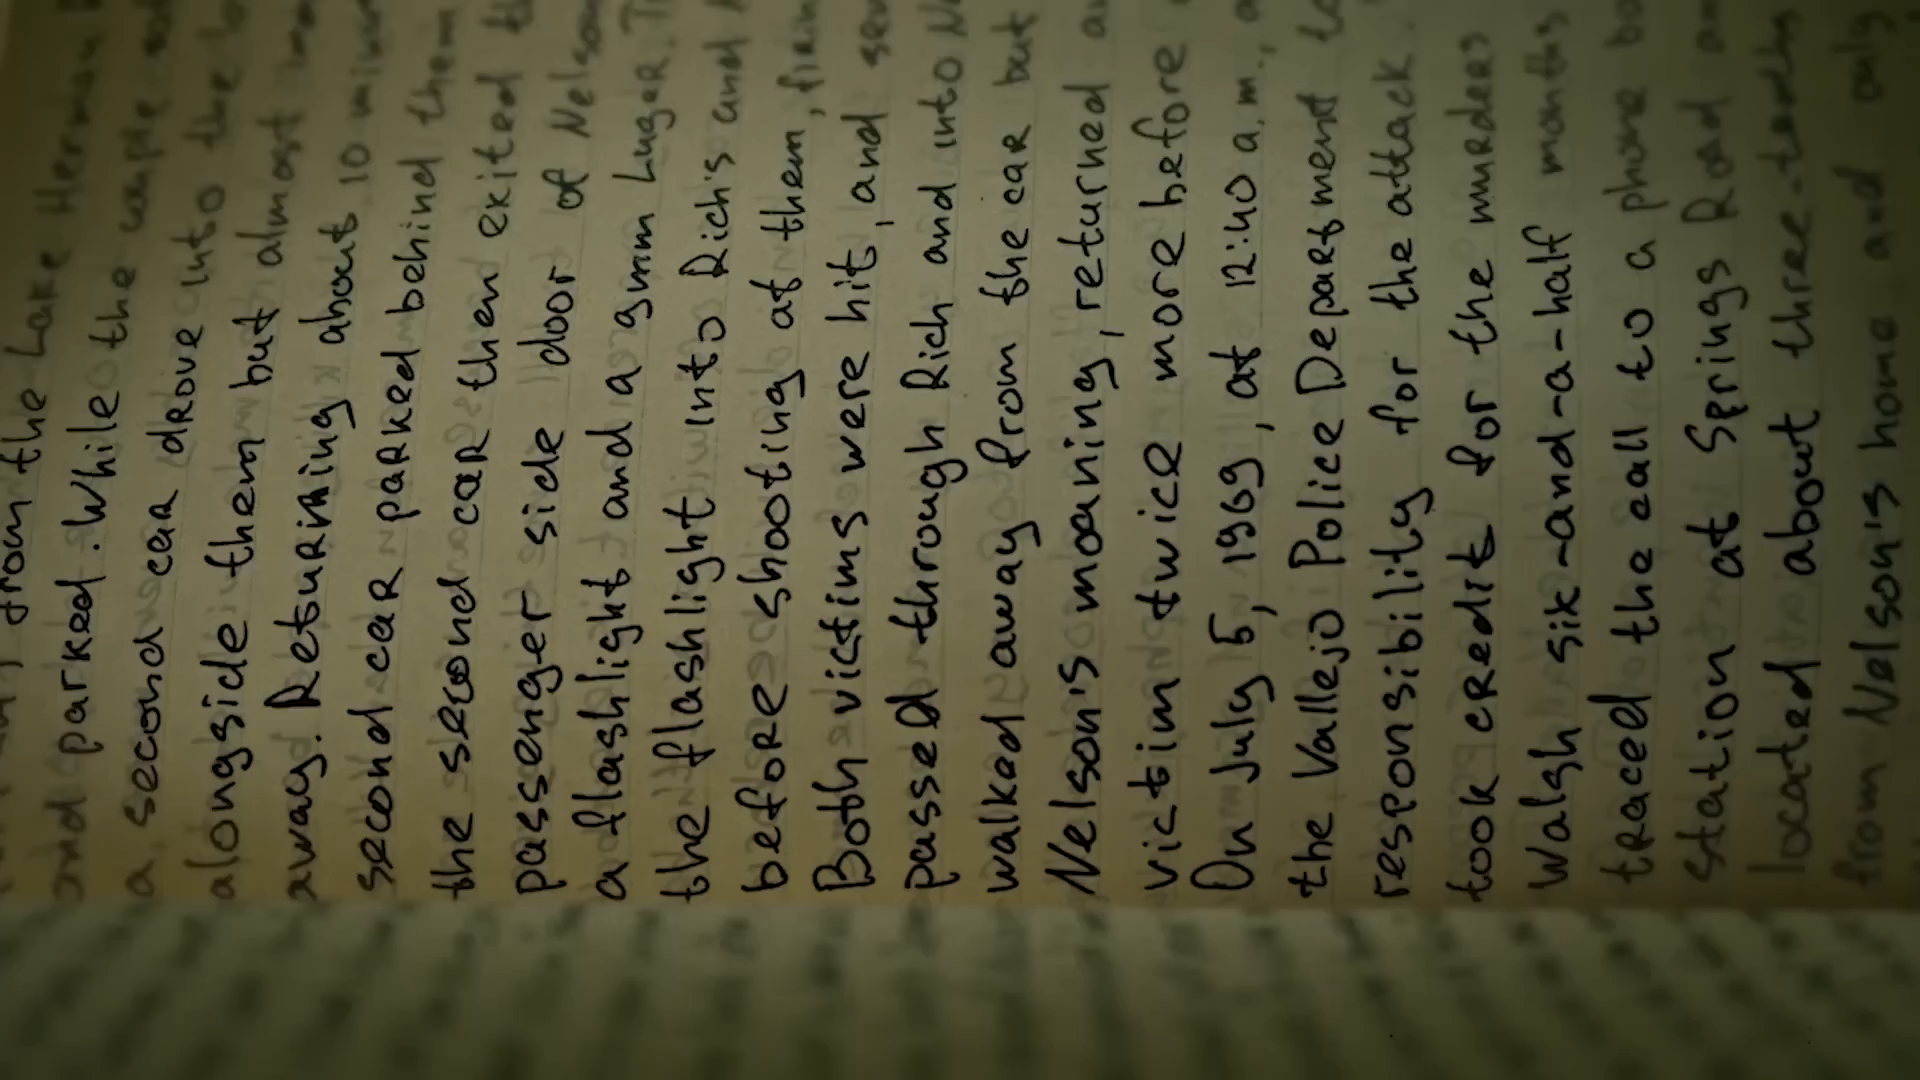 from the Lake Herman
and parked. While the couple
a second car drove into the
alongside them but almost
away. Returning about 10
second car parked behind them
the second car then exited
passenger side door of Nelson
a flashlight and a 9mm Luger.
the flashlight into Rich's and
before shooting at them,
Both victims were hit, and
passed through Rich and into
walked away from the car but
Nelson's moaning, returned
victim twice more before
On July 5, 1969, at 12:40 a.m.,
the Vallejo Police Department
responsibility for the attack.
took credit for the murders
Walsh sik-and-a-half months
traced the call to a phone
station at Springs Road
located about three-tenths
from Nelson's home and only